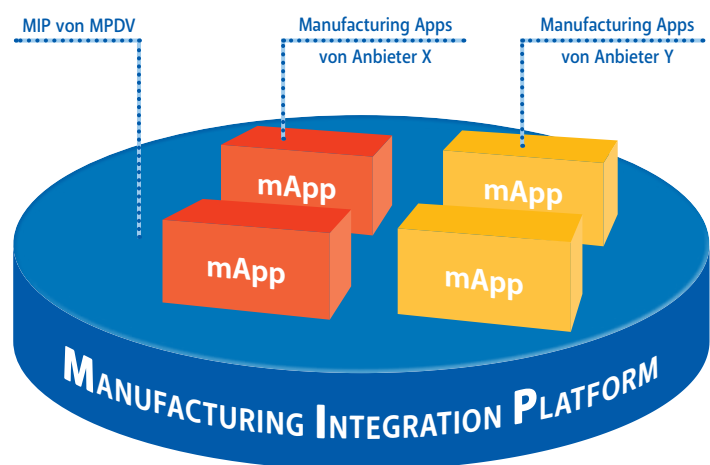 MIP von MPDV
Manufacturing Apps
von Anbieter X
Manufacturing Apps
von Anbieter Y
mApp
mApp
mApp
mApp
MANUFACTURING INTEGRATION PLATFORM